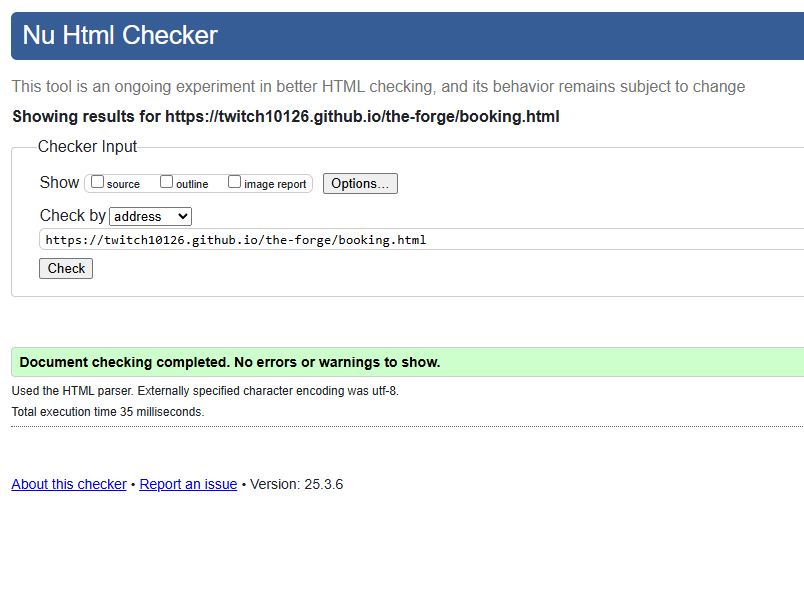 Nu Html Checker
This tool is an ongoing experiment in better HTML checking, and its behavior remains subject to change
Showing results for https://twitch10126.github.io/the-forge/booking.html
Checker Input
Show source outline image report Options...
Check by address
https://twitch10126.github.io/the-forge/booking.html
Check
Document checking completed. No errors or warnings to show.
Used the HTML parser. Externally specified character encoding was utf-8.
Total execution time 35 milliseconds.
About this checker • Report an issue • Version: 25.3.6